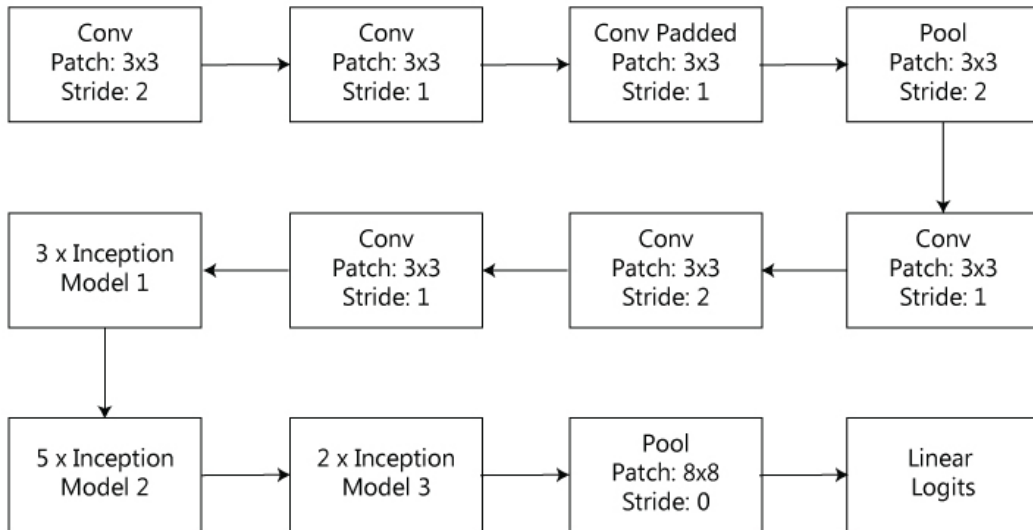 Conv
Patch: 3x3
Stride: 2
Conv
Patch: 3x3
Stride: 1
Conv Padded
Patch: 3x3
Stride: 1
Pool
Patch: 3x3
Stride: 2
Conv
Patch: 3x3
Stride: 1
Conv
Patch: 3x3
Stride: 2
Conv
Patch: 3x3
Stride: 1
3 x Inception
Model 1
5 x Inception
Model 2
2 x Inception
Model 3
Pool
Patch: 8x8
Stride: 0
Linear
Logits